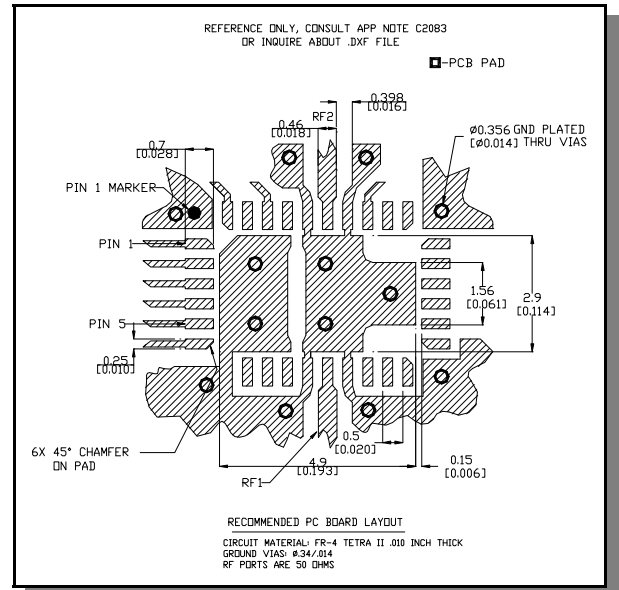 REFERENCE ONLY, CONSULT APP NOTE C2083
OR INQUIRE ABOUT .DXF FILE
-PCB PAD
0.398
[0.016]
RF2
0.46
[0.018]
Ø0.356 GND PLATED
[Ø0.014] THRU VIAS
0.7
[0.028]
PIN 1 MARKER
PIN 1
1.56
[0.061]
2.9
[0.114]
PIN 5
0.25
[0.010]
6X 45° CHAMFER
ON PAD
0.5
[0.020]
4.9
[0.193]
0.15
[0.006]
RF1
RECOMMENDED PC BOARD LAYOUT
CIRCUIT MATERIAL: FR-4 TETRA II .010 INCH THICK
GROUND VIAS: Ø.34/.014
RF PORTS ARE 50 OHMS